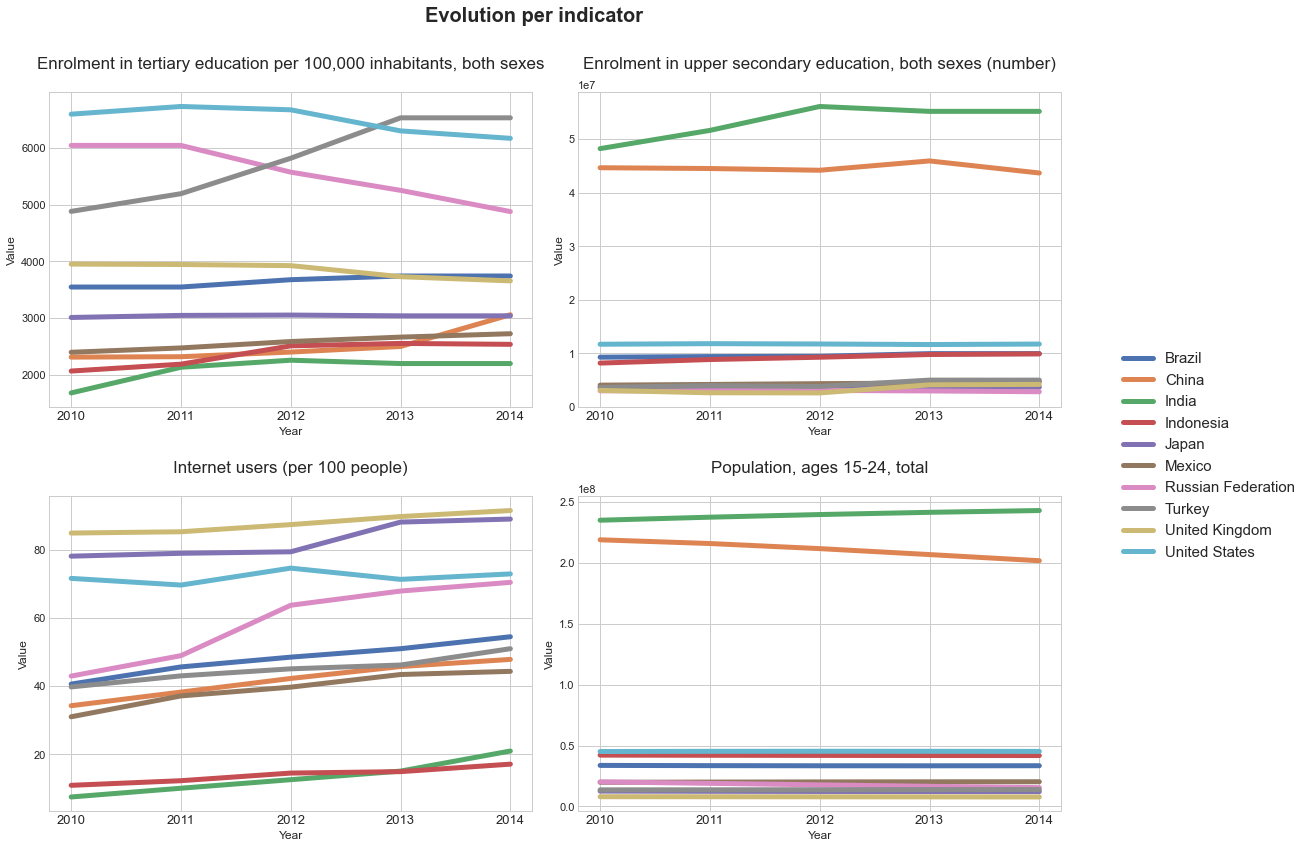 Evolution per indicator
Enrolment in tertiary education per 100,000 inhabitants, both sexes
6000
5000
4000
3000
2000
Value
2010 2011 2012 2013 2014
Year
Enrolment in upper secondary education, both sexes (number)
1e7
5
4
3
2
1
0
Value
2010 2011 2012 2013 2014
Year
Internet users (per 100 people)
80
60
40
20
Value
2010 2011 2012 2013 2014
Year
Population, ages 15-24, total
1e8
2.5
2.0
1.5
1.0
0.5
0.0
Value
2010 2011 2012 2013 2014
Year
Brazil
China
India
Indonesia
Japan
Mexico
Russian Federation
Turkey
United Kingdom
United States